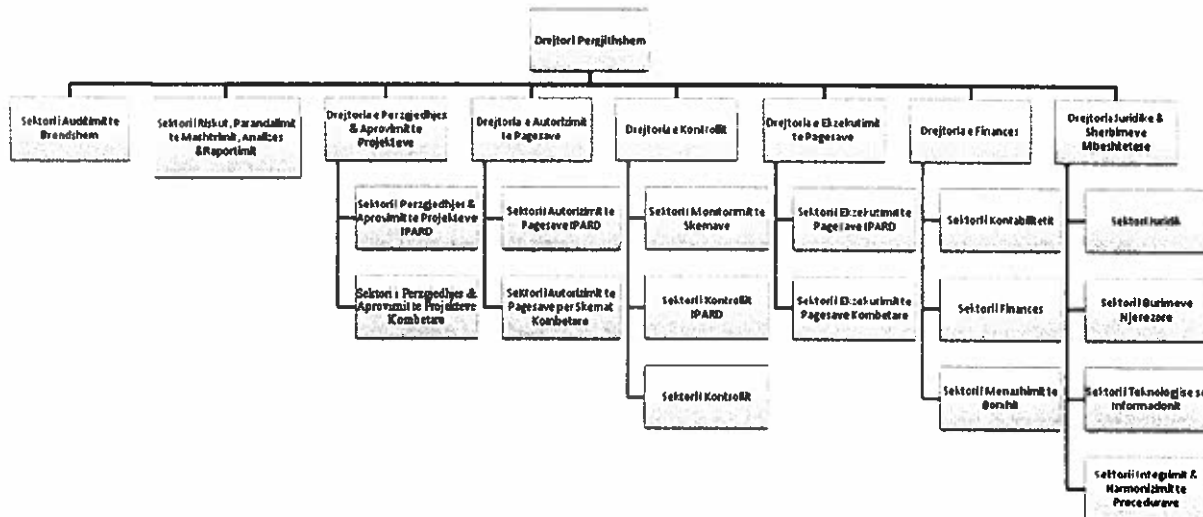 Drejtori Pergjithshem
Sektori i Auditimit te
Brendshem
Sektori i Riskut, Parandalimit
te Mashtrimit, Analizes
& Raportimit
Drejtoria e Perzgjedhjes
& Aprovimit te
Projekteve
Drejtoria e Autorizimit te
Pagesave
Drejtoria e Kontrollit
Drejtoria e Ekzekutimit
te Pagesave
Drejtoria e Finances
Drejtoria Juridike &
Sherbimeve
Mbeshtetese
Sektori i Perzgjedhjes &
Aprovimit te Projekteve
IPARD
Sektori i Perzgjedhjes &
Aprovimit te Projekteve
Kombetare
Sektori i Autorizimit te
Pagesave IPARD
Sektori i Autorizimit te
Pagesave per Skemat
Kombetare
Sektori i Monitorimit te
Skemave
Sektori i Kontrollit
IPARD
Sektori i Kontrollit
Sektori i Ekzekutimit te
Pagesave IPARD
Sektori i Ekzekutimit te
Pagesave Kombetare
Sektori i Kontabilitetit
Sektori i Finances
Sektori i Menaxhimit te
Borxhit
Sektori Juridik
Sektori i Burimeve
Njerezore
Sektori i Teknologjise se
Informacionit
Sektori i Integrimit &
Harmonizimit te
Procedurave